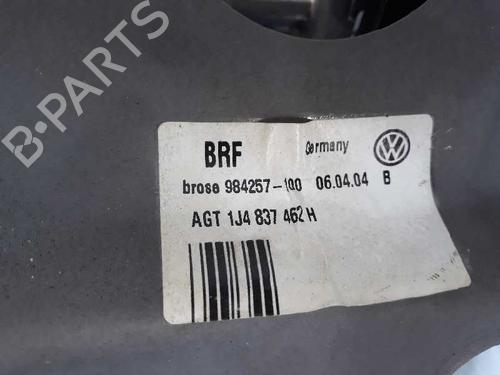 B-PARTS
BRF Germany
brose 984257-100 06.04.04 B
AGT 1J4 837 462 H